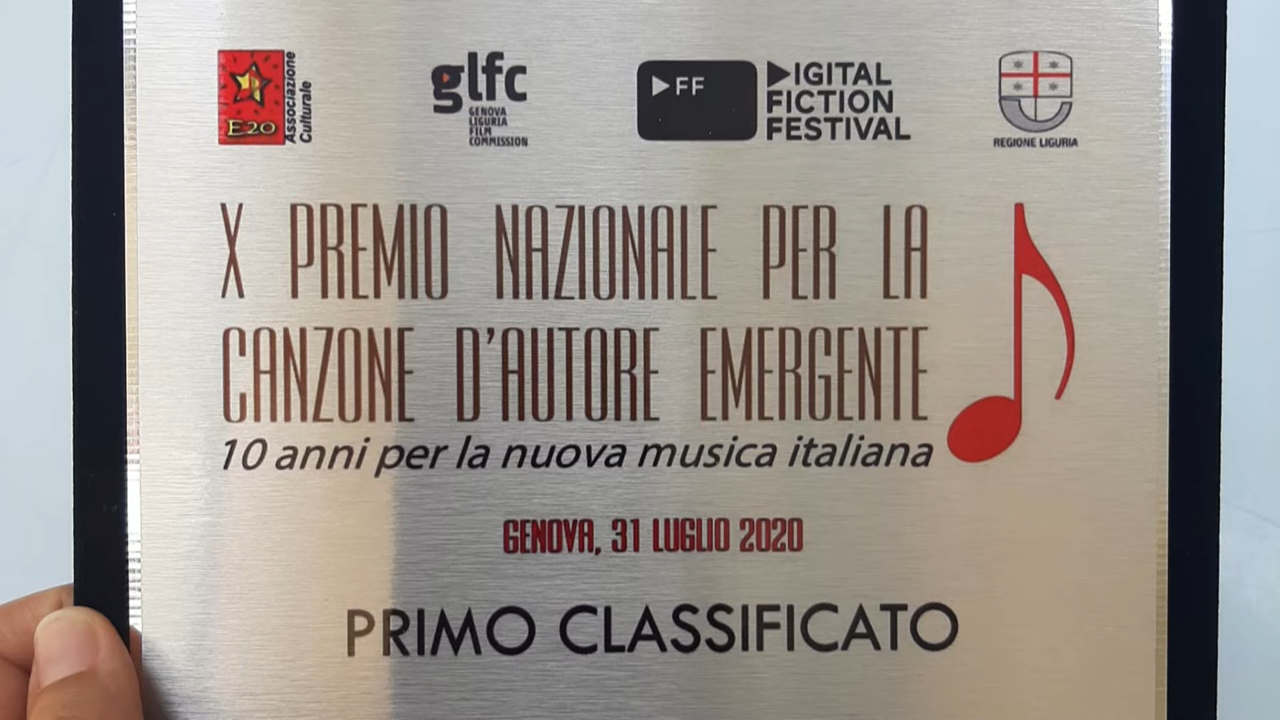 E20
Associazione
Culturale
glfc
GENOVA
LIGURIA
FILM
COMMISSION
FF
DIGITAL
FICTION
FESTIVAL
REGIONE LIGURIA
X PREMIO NAZIONALE PER LA
CANZONE D'AUTORE EMERGENTE
10 anni per la nuova musica italiana
GENOVA, 31 LUGLIO 2020
PRIMO CLASSIFICATO